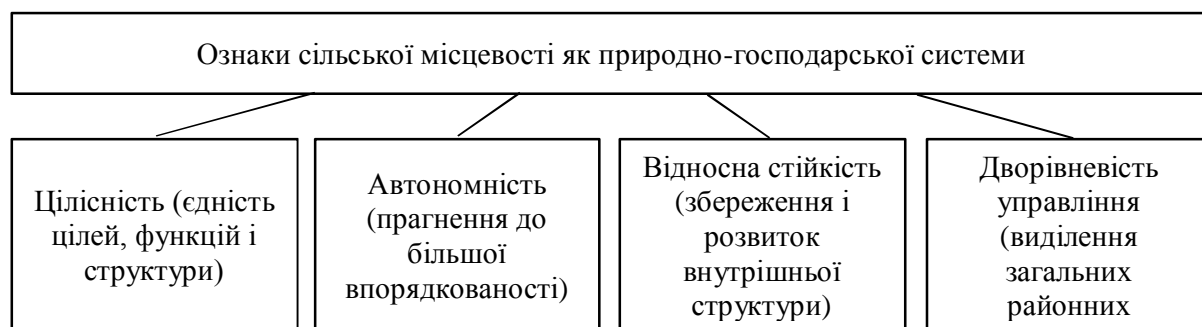 Ознаки сільської місцевості як природно-господарської системи
Цілісність (єдність
цілей, функцій і
структури)
Автономність
(прагнення до
більшої
впорядкованості)
Відносна стійкість
(збереження і
розвиток
внутрішньої
структури)
Дворівневість
управління
(виділення
загальних
районних